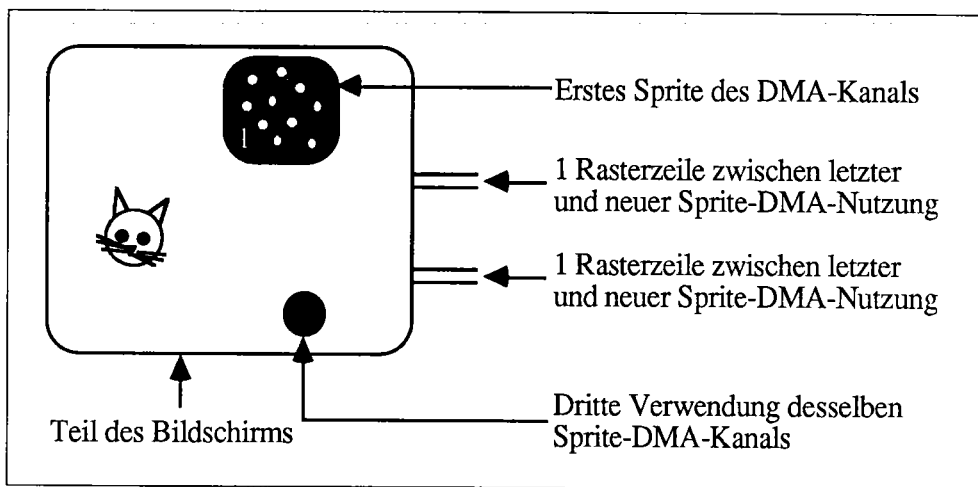 Erstes Sprite des DMA-Kanals
1
1 Rasterzeile zwischen letzter
und neuer Sprite-DMA-Nutzung
1 Rasterzeile zwischen letzter
und neuer Sprite-DMA-Nutzung
Dritte Verwendung desselben
Sprite-DMA-Kanals
Teil des Bildschirms